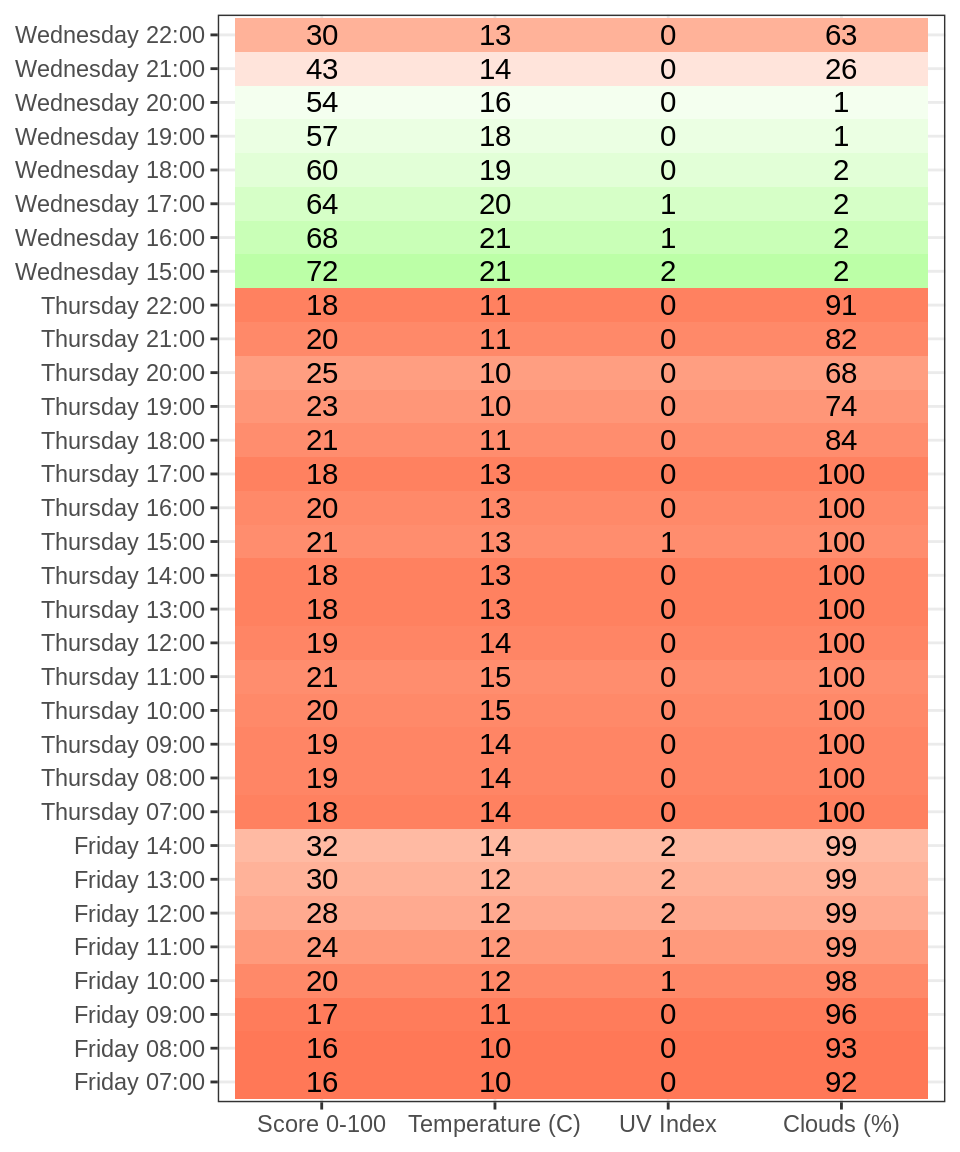 Wednesday 22:00 30 13 0 63
Wednesday 21:00 43 14 0 26
Wednesday 20:00 54 16 0 1
Wednesday 19:00 57 18 0 1
Wednesday 18:00 60 19 0 2
Wednesday 17:00 64 20 1 2
Wednesday 16:00 68 21 1 2
Wednesday 15:00 72 21 2 2
Thursday 22:00 18 11 0 91
Thursday 21:00 20 11 0 82
Thursday 20:00 25 10 0 68
Thursday 19:00 23 10 0 74
Thursday 18:00 21 11 0 84
Thursday 17:00 18 13 0 100
Thursday 16:00 20 13 0 100
Thursday 15:00 21 13 1 100
Thursday 14:00 18 13 0 100
Thursday 13:00 18 13 0 100
Thursday 12:00 19 14 0 100
Thursday 11:00 21 15 0 100
Thursday 10:00 20 15 0 100
Thursday 09:00 19 14 0 100
Thursday 08:00 19 14 0 100
Thursday 07:00 18 14 0 100
Friday 14:00 32 14 2 99
Friday 13:00 30 12 2 99
Friday 12:00 28 12 2 99
Friday 11:00 24 12 1 99
Friday 10:00 20 12 1 98
Friday 09:00 17 11 0 96
Friday 08:00 16 10 0 93
Friday 07:00 16 10 0 92
Score 0-100 Temperature (C) UV Index Clouds (%)